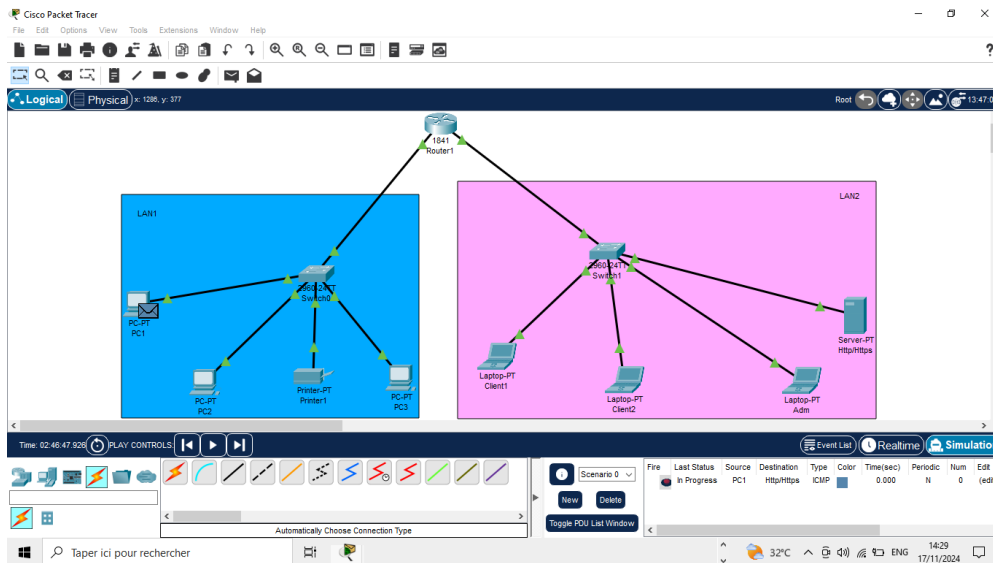 Cisco Packet Tracer
File Edit Options View Tools Extensions Window Help
Logical Physical x: 1286, y: 377 Root 13:47:0
1841
Router1
LAN1
LAN2
2960-24TT
Switch0
2960-24TT
Switch1
PC-PT
PC1
PC-PT
PC2
Printer-PT
Printer1
PC-PT
PC3
Laptop-PT
Client1
Laptop-PT
Client2
Laptop-PT
Adm
Server-PT
Http/Https
Time: 02:46:47.926 PLAY CONTROLS: Event List Realtime Simulatio
Scenario 0
New Delete
Toggle PDU List Window
Fire Last Status Source Destination Type Color Time(sec) Periodic Num Edit
In Progress PC1 Http/Https ICMP 0.000 N 0 (edi
Automatically Choose Connection Type
Taper ici pour rechercher
32°C ENG 14:29
17/11/2024